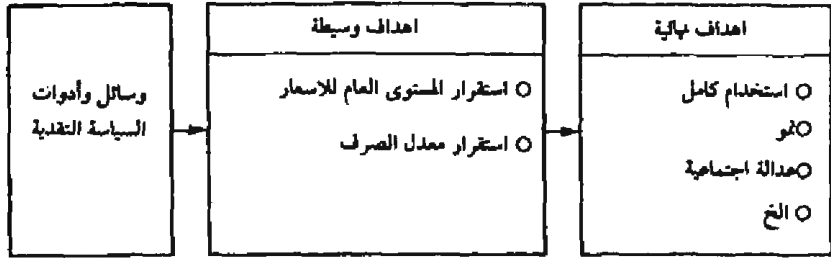 اهداف نهائية
استخدام كامل
نمو
عدالة اجتماعية
الخ
اهداف وسيطة
استقرار المستوى العام للاسعار
استقرار معدل الصرف
وسائل وأدوات
السياسة النقدية